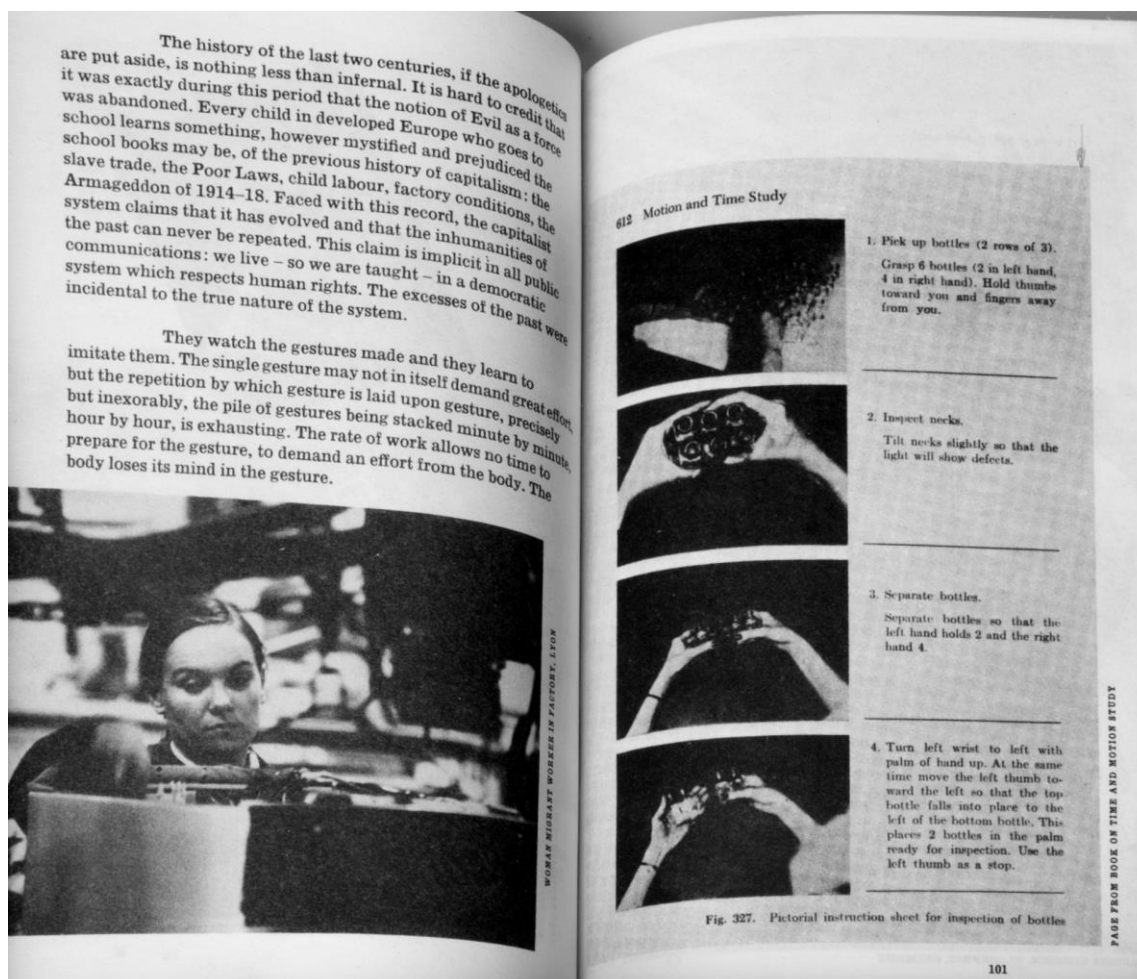 The history of the last two centuries, if the apologetics
are put aside, is nothing less than infernal. It is hard to credit that
it was exactly during this period that the notion of Evil as a force
was abandoned. Every child in developed Europe who goes to
school learns something, however mystified and prejudiced the
school books may be, of the previous history of capitalism: the
slave trade, the Poor Laws, child labour, factory conditions, the
Armageddon of 1914–18. Faced with this record, the capitalist
system claims that it has evolved and that the inhumanities of
the past can never be repeated. This claim is implicit in all public
communications: we live – so we are taught – in a democratic
system which respects human rights. The excesses of the past were
incidental to the true nature of the system.
They watch the gestures made and they learn to
imitate them. The single gesture may not in itself demand great effort,
but the repetition by which gesture is laid upon gesture, precisely
but inexorably, the pile of gestures being stacked minute by minute,
hour by hour, is exhausting. The rate of work allows no time to
prepare for the gesture, to demand an effort from the body. The
body loses its mind in the gesture.
WOMAN MIGRANT WORKER IN FACTORY, LYON
612 Motion and Time Study
1. Pick up bottles (2 rows of 3).
Grasp 6 bottles (2 in left hand,
4 in right hand). Hold thumbs
toward you and fingers away
from you.
2. Inspect necks.
Tilt necks slightly so that the
light will show defects.
3. Separate bottles.
Separate bottles so that the
left hand holds 2 and the right
hand 4.
4. Turn left wrist to left with
palm of hand up. At the same
time move the left thumb to-
ward the left so that the top
bottle falls into place to the
left of the bottom bottle. This
places 2 bottles in the palm
ready for inspection. Use the
left thumb as a stop.
Fig. 327. Pictorial instruction sheet for inspection of bottles
PAGE FROM BOOK ON TIME AND MOTION STUDY
101